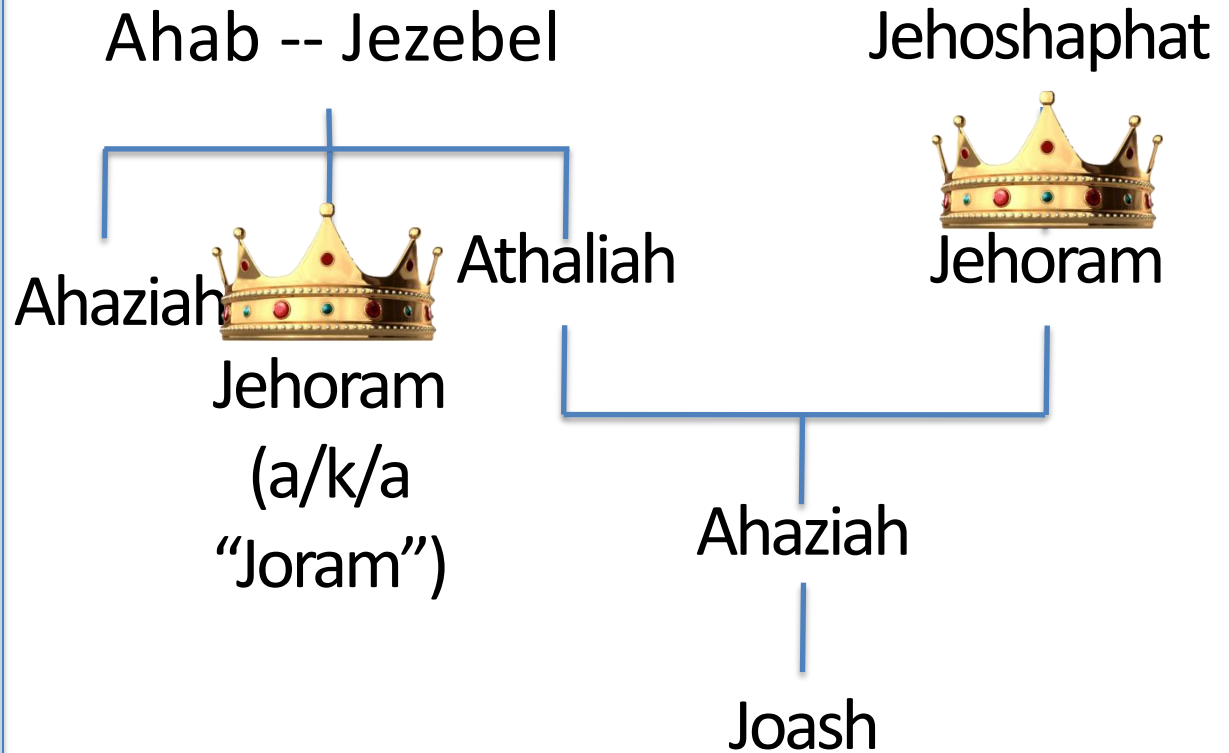 Ahab -- Jezebel
Jehoshaphat
Ahaziah
Athaliah
Jehoram
Jehoram
(a/k/a
“Joram”)
Ahaziah
Joash